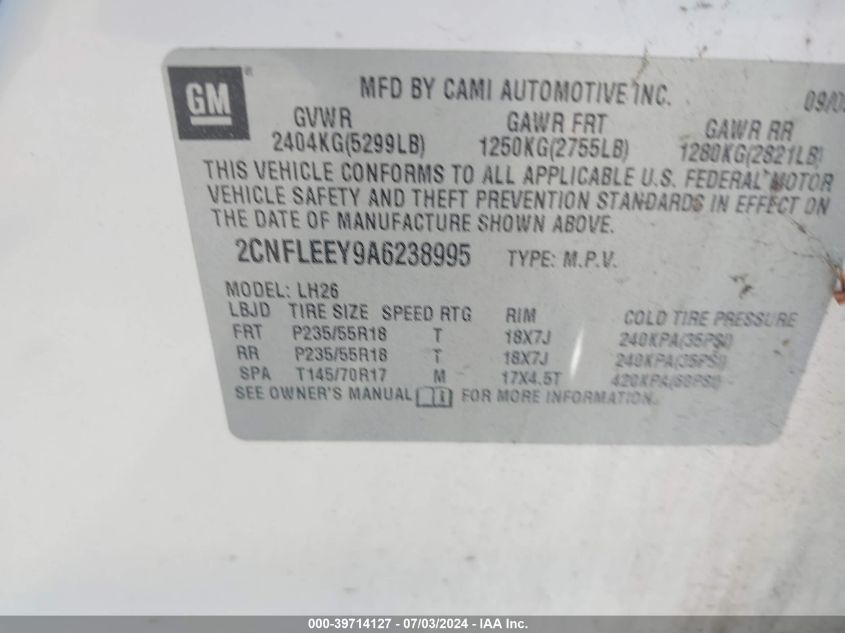 GM
MFD BY CAMI AUTOMOTIVE INC.
GVWR GAWR FRT GAWR RR
2404KG(5299LB) 1250KG(2755LB) 1280KG(2821LB)
THIS VEHICLE CONFORMS TO ALL APPLICABLE U.S. FEDERAL MOTOR
VEHICLE SAFETY AND THEFT PREVENTION STANDARDS IN EFFECT ON
THE DATE OF MANUFACTURE SHOWN ABOVE.
2CNFLEEY9A6238995 TYPE: M.P.V.
MODEL: LH26
LBJD TIRE SIZE SPEED RTG RIM COLD TIRE PRESSURE
FRT P235/55R18 T 18X7J 240KPA(35PSI)
RR P235/55R18 T 18X7J 240KPA(35PSI)
SPA T145/70R17 M 17X4.5T 420KPA(60PSI)
SEE OWNER'S MANUAL FOR MORE INFORMATION.
000-39714127 - 07/03/2024 - IAA Inc.